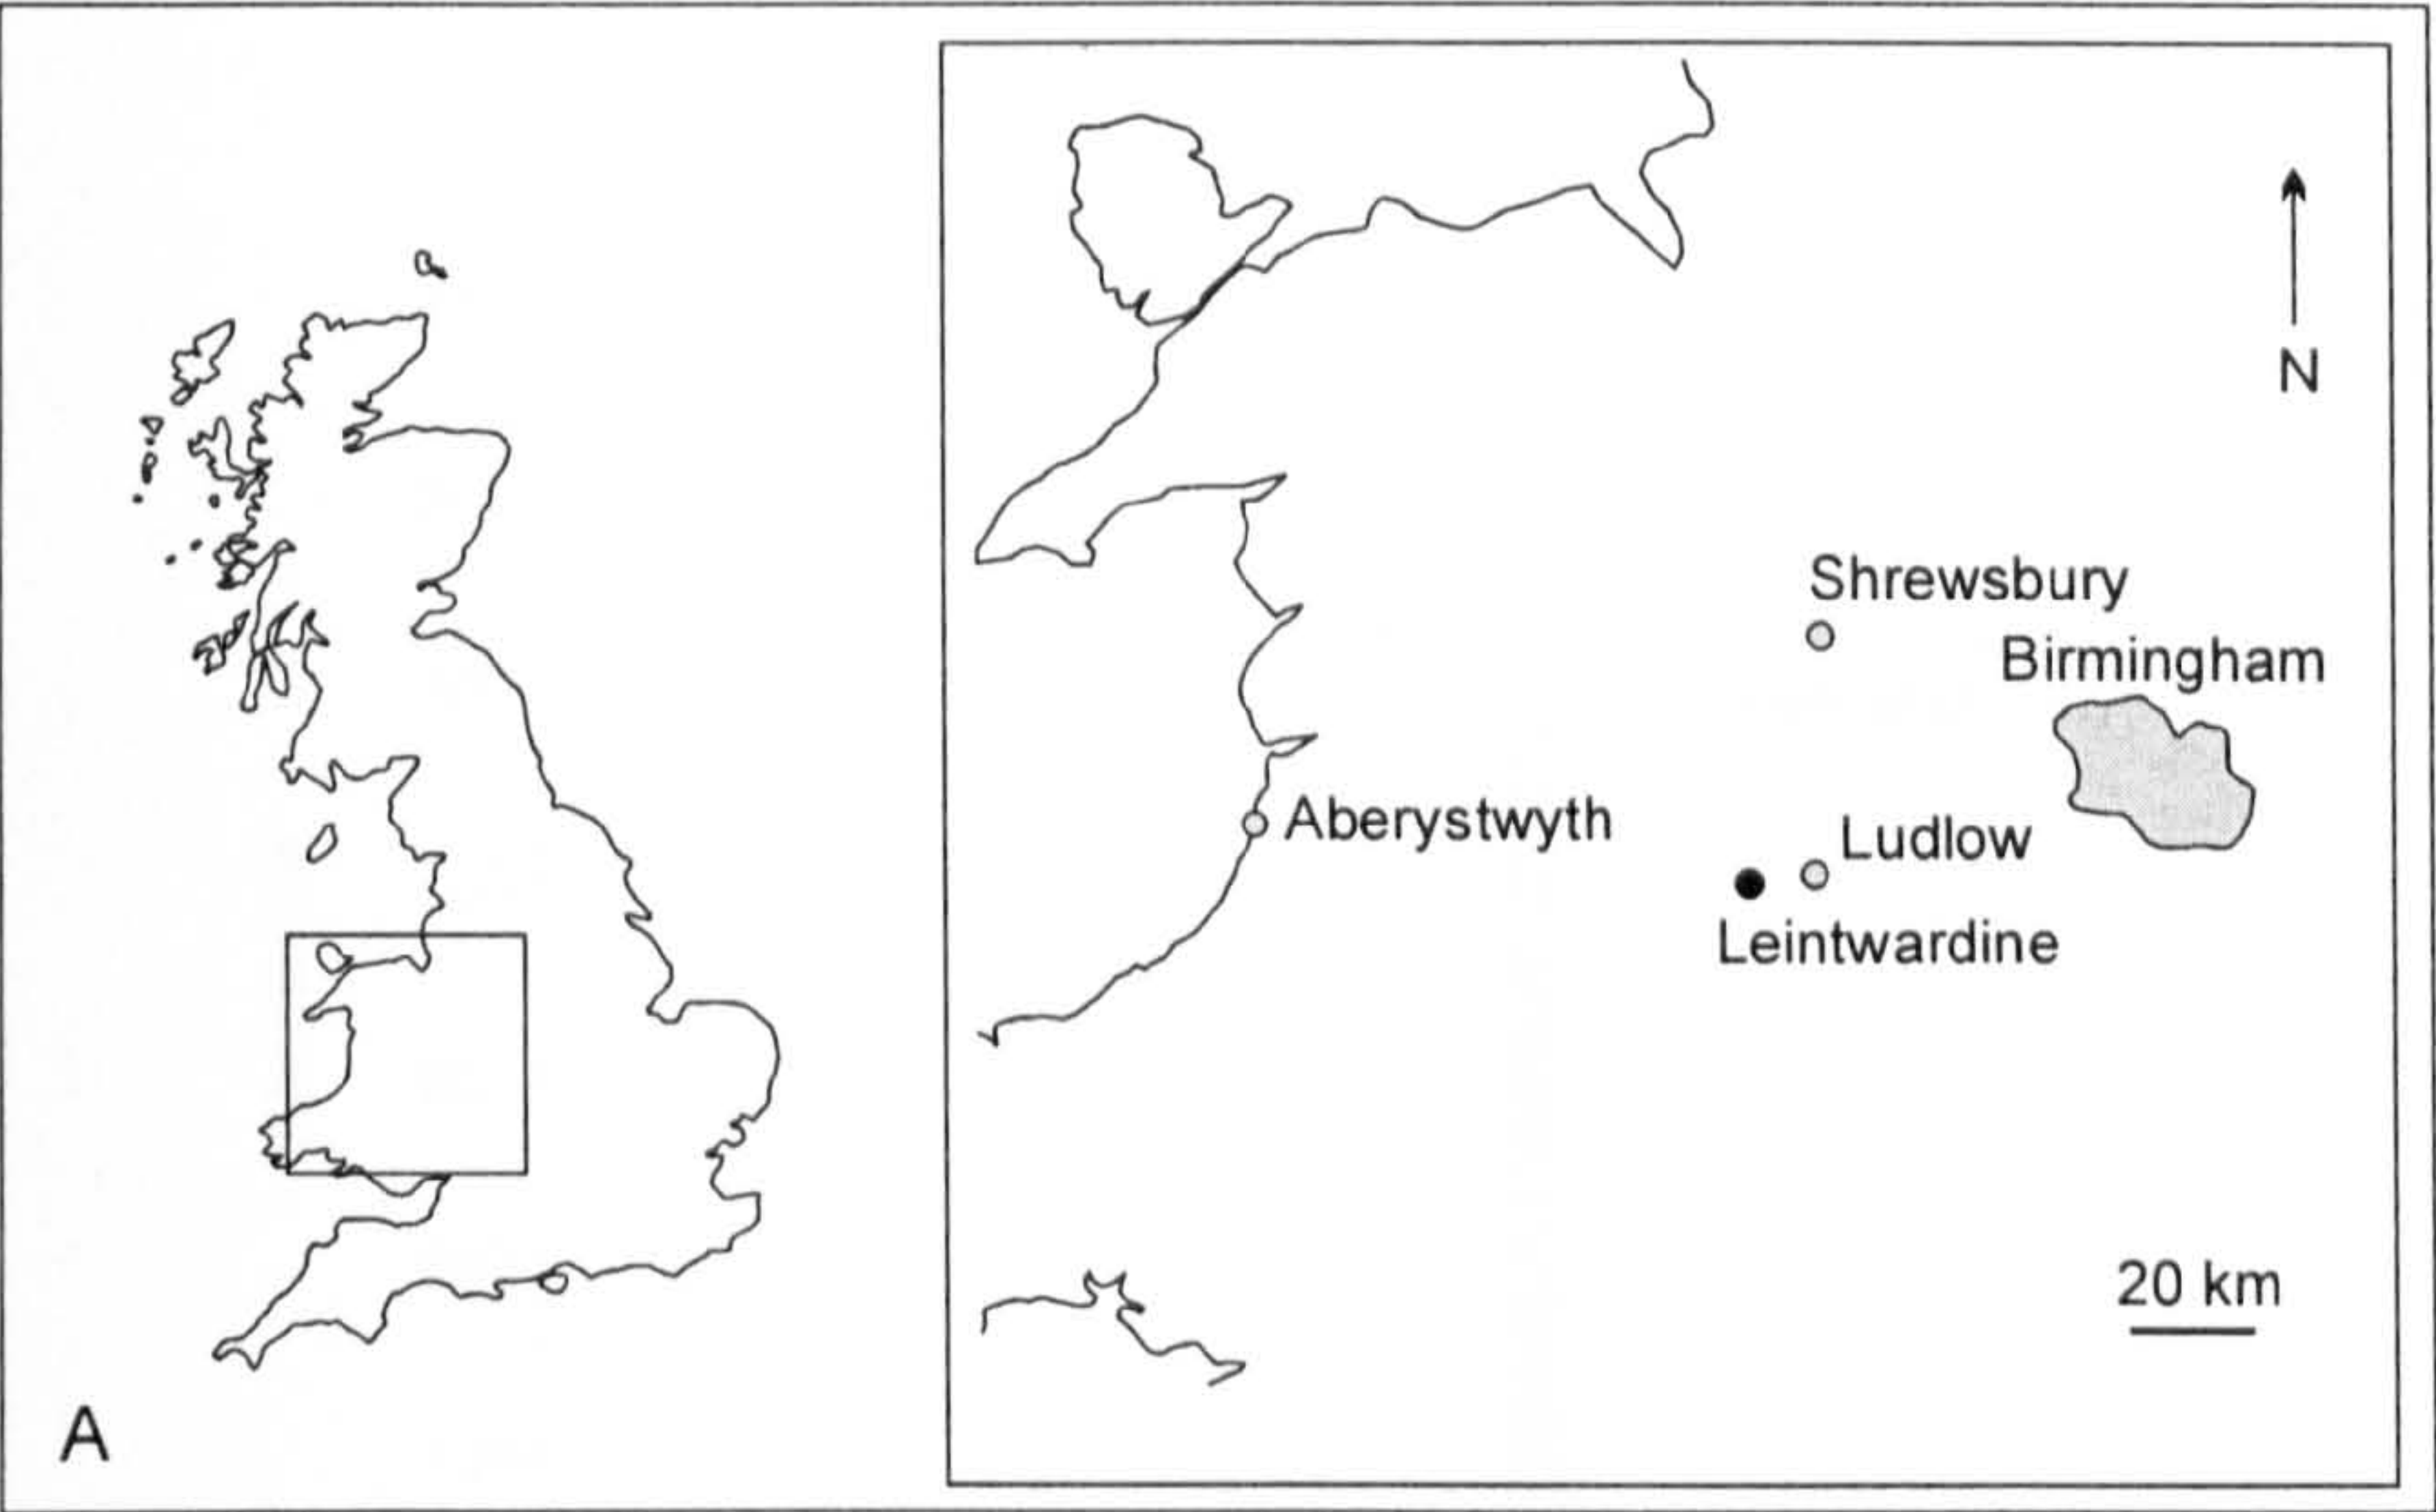 N
Shrewsbury
Birmingham
Aberystwyth
Ludlow
Leintwardine
20 km
A